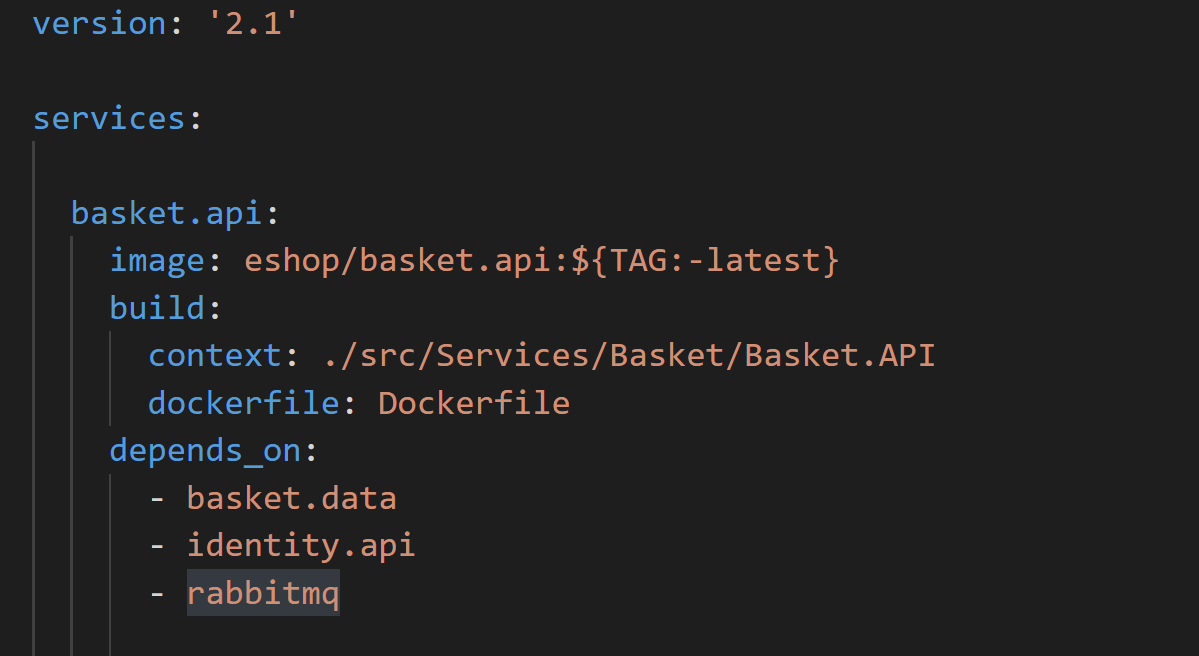 version: '2.1'
services:
basket.api:
image: eshop/basket.api:${TAG:-latest}
build:
context: ./src/Services/Basket/Basket.API
dockerfile: Dockerfile
depends_on:
- basket.data
- identity.api
- rabbitmq